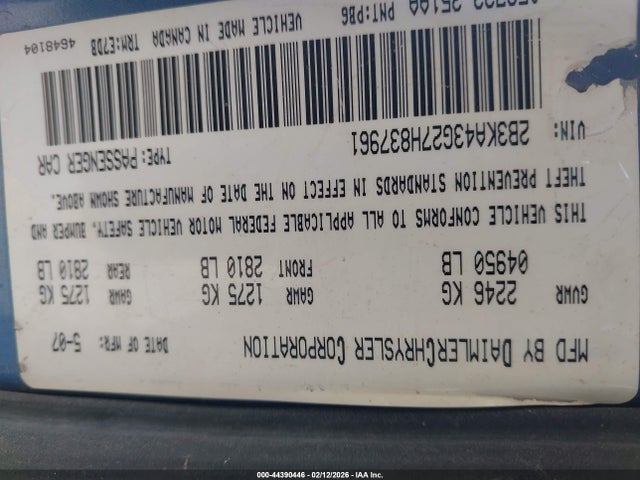 MFD BY DAIMLERCHRYSLER CORPORATION DATE OF MFR: 5-07
GVWR GAWR GAWR
2246 KG 1275 KG 1275 KG
04950 LB FRONT 2810 LB REAR 2810 LB
THIS VEHICLE CONFORMS TO ALL APPLICABLE FEDERAL MOTOR VEHICLE SAFETY, BUMPER AND
THEFT PREVENTION STANDARDS IN EFFECT ON THE DATE OF MANUFACTURE SHOWN ABOVE.
VIN: 2B3KA43G27H837961 TYPE: PASSENGER CAR
VEHICLE MADE IN CANADA TRM:E7DB 4648104
PNT:PB6
000-44390446 - 02/12/2026 - IAA Inc.